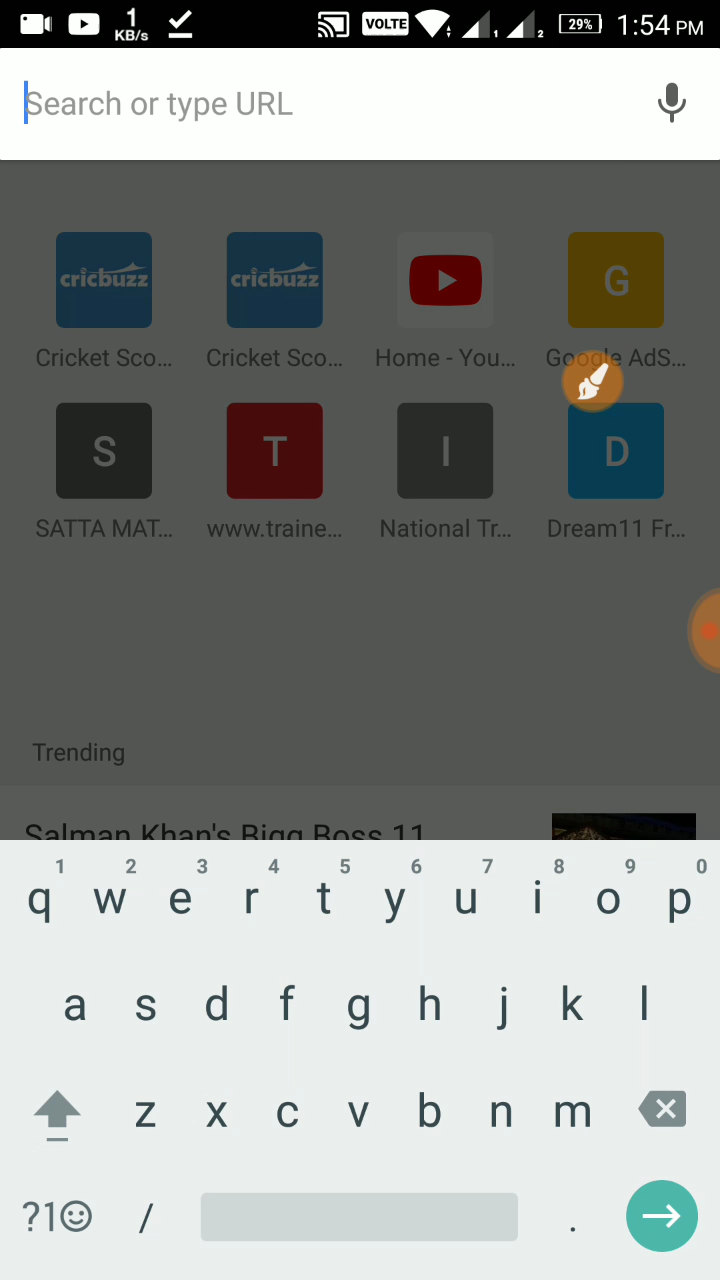 1 KB/s VOLTE 1 2 29% 1:54 PM
Search or type URL
cricbuzz cricbuzz G
Cricket Sco... Cricket Sco... Home - You... Google AdS...
S T I D
SATTA MAT... www.traine... National Tr... Dream11 Fr...
Trending
Salman Khan's Bigg Boss 11
1 2 3 4 5 6 7 8 9 0
q w e r t y u i o p
a s d f g h j k l
z x c v b n m
?1☺ / .